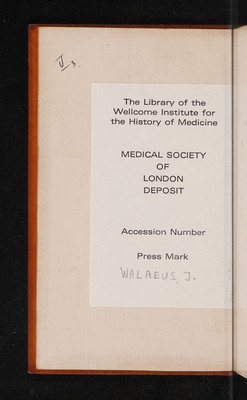 The Library of the
Wellcome Institute for
the History of Medicine
MEDICAL SOCIETY
OF
LONDON
DEPOSIT
Accession Number
Press Mark
WALAEUS, J.